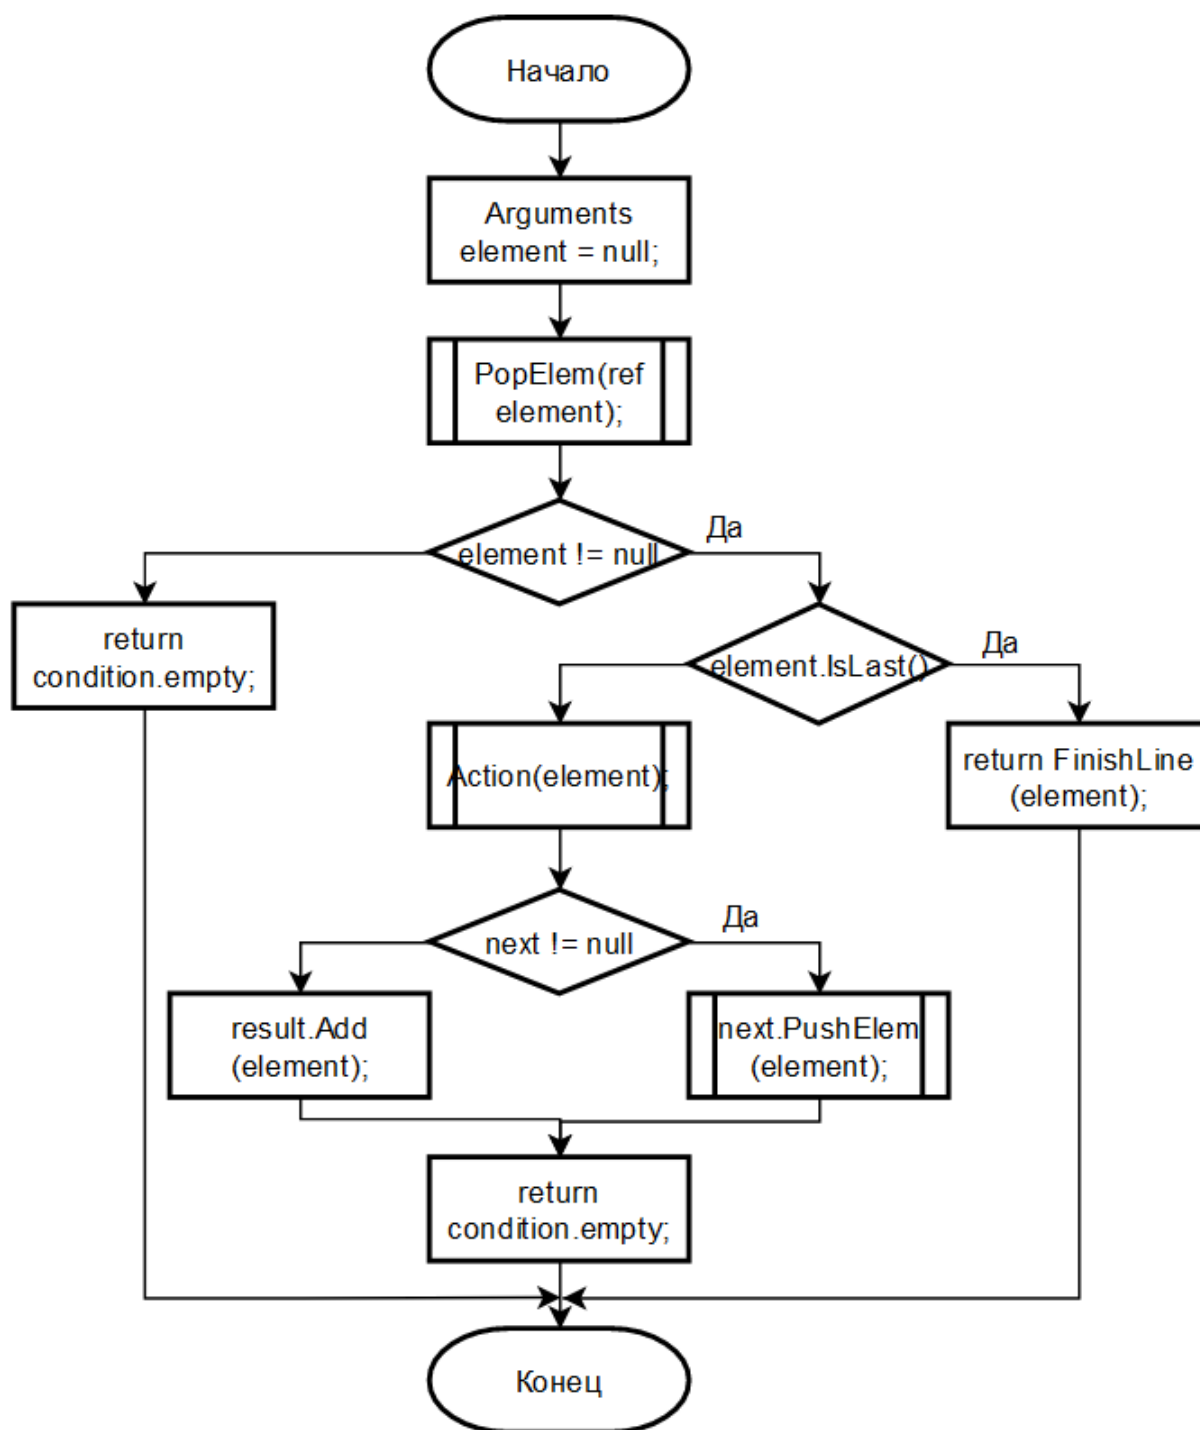 Начало
Arguments
element = null;
PopElem(ref
element);
element != null
Да
return
condition.empty;
element.IsLast()
Да
Action(element);
return FinishLine
(element);
next != null
Да
result.Add
(element);
next.PushElem
(element);
return
condition.empty;
Конец